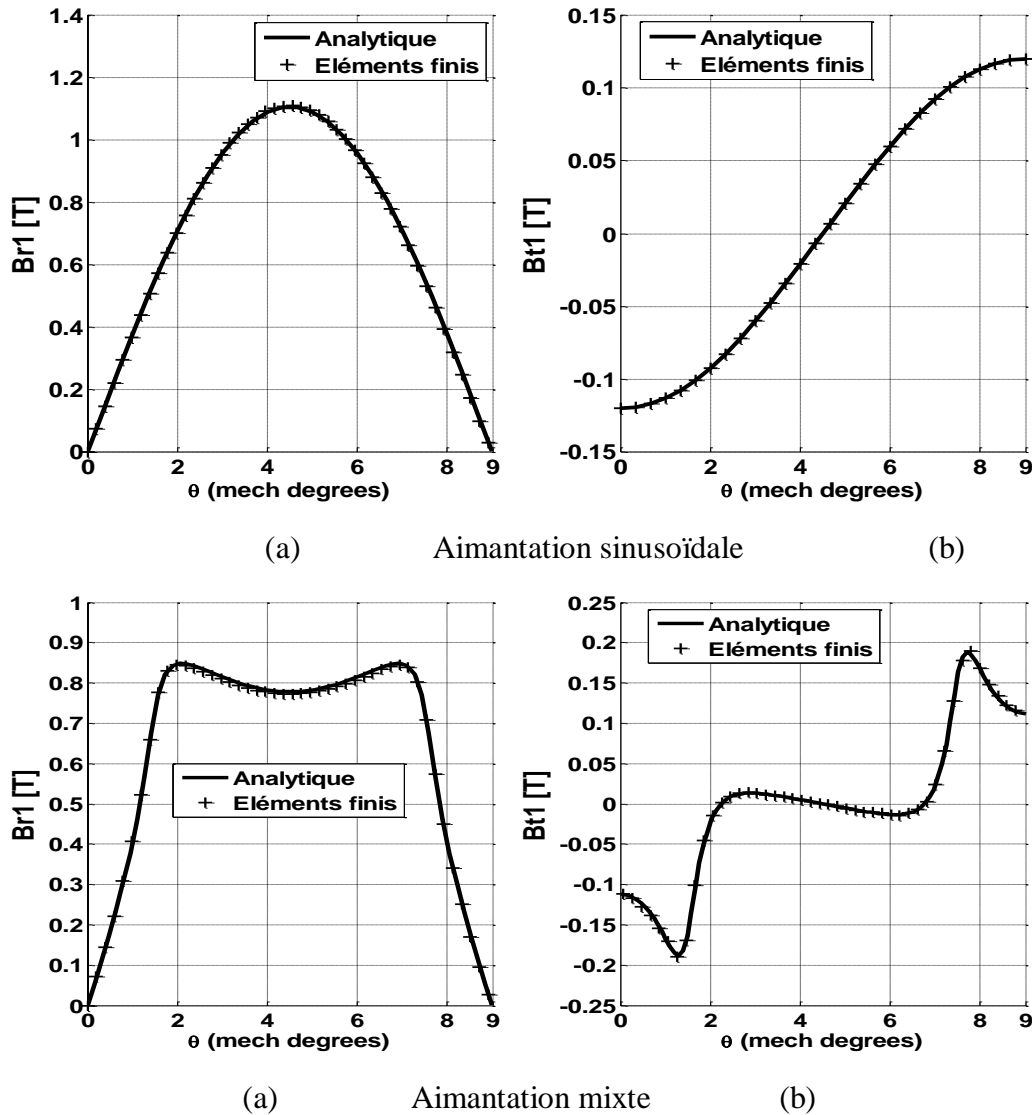 1.4
1.2
1
0.8
0.6
0.4
0.2
0
0 2 4 6 8 9
Br1 [T]
θ (mech degrees)
Analytique
Eléments finis
0.15
0.1
0.05
0
-0.05
-0.1
-0.15
0 2 4 6 8 9
Bt1 [T]
θ (mech degrees)
Analytique
Eléments finis
(a) Aimantation sinusoïdale (b)
1
0.9
0.8
0.7
0.6
0.5
0.4
0.3
0.2
0.1
0
0 2 4 6 8 9
Br1 [T]
θ (mech degrees)
Analytique
Eléments finis
0.25
0.2
0.15
0.1
0.05
0
-0.05
-0.1
-0.15
-0.2
-0.25
0 2 4 6 8 9
Bt1 [T]
θ (mech degrees)
Analytique
Eléments finis
(a) Aimantation mixte (b)